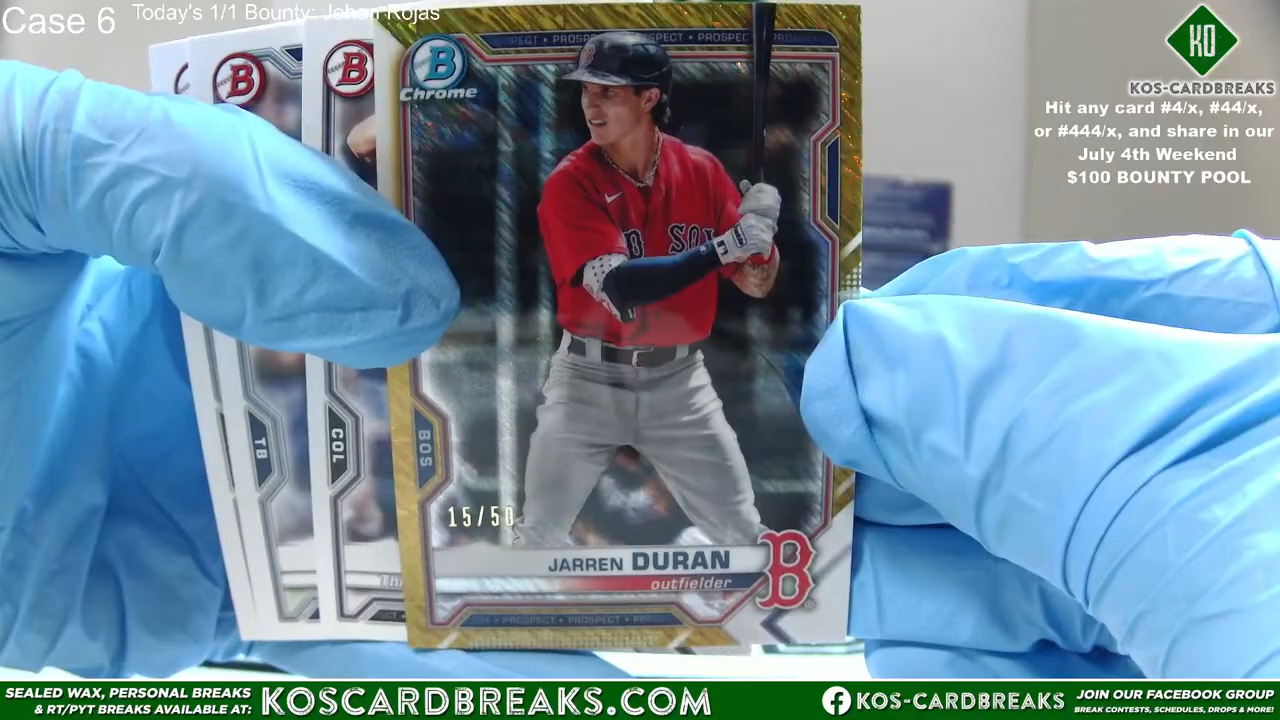 Case 6
Today's 1/1 Bounty: Johan Rojas
KO
KOS-CARDBREAKS
Hit any card #4/x, #44/x,
or #444/x, and share in our
July 4th Weekend
$100 BOUNTY POOL
B
B
B
Chrome
SOX
TB
COL
BOS
15/50
JARREN DURAN
outfielder
B
• PROSPECT • PROSPECT •
SEALED WAX, PERSONAL BREAKS
& RT/PYT BREAKS AVAILABLE AT:
KOSCARDBREAKS.COM
KOS-CARDBREAKS
JOIN OUR FACEBOOK GROUP
BREAK CONTESTS, SCHEDULES, DROPS & MORE!